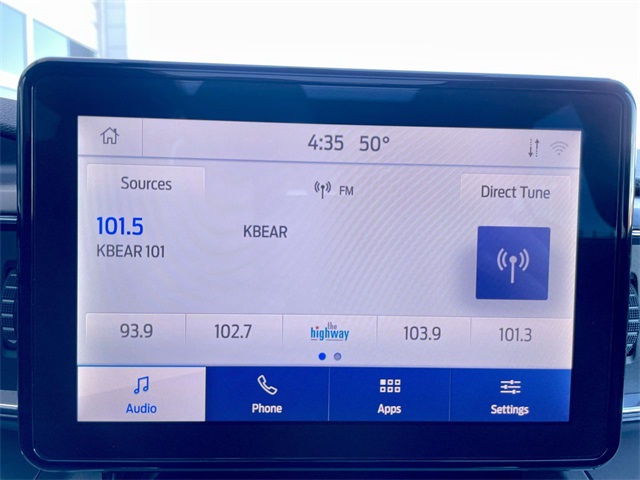 4:35 50°
Sources
FM
Direct Tune
101.5
KBEAR 101
KBEAR
93.9
102.7
the highway
103.9
101.3
Audio
Phone
Apps
Settings